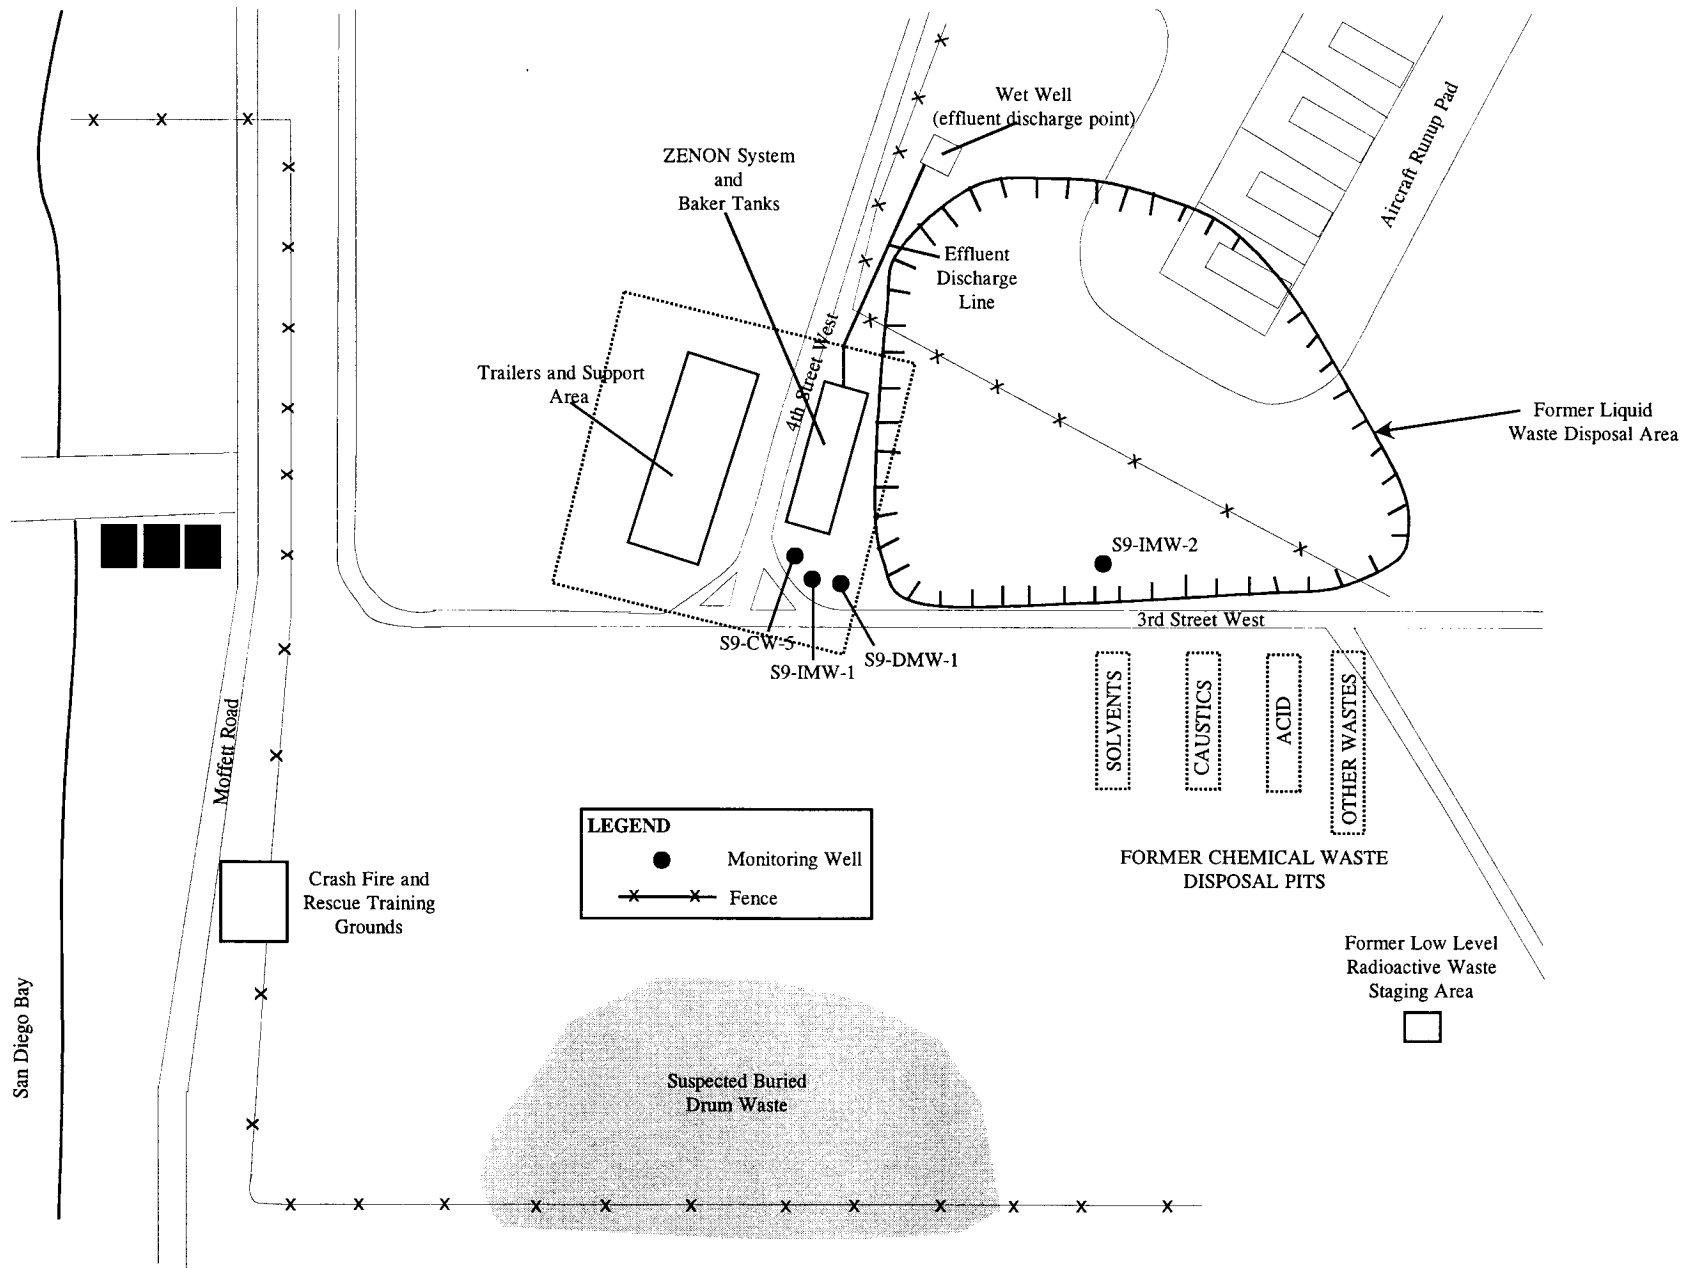 Wet Well
(effluent discharge point)
ZENON System
and
Baker Tanks
Aircraft Runup Pad
Effluent
Discharge
Line
4th Street West
Trailers and Support
Area
Former Liquid
Waste Disposal Area
S9-IMW-2
3rd Street West
S9-CW-5
S9-IMW-1
S9-DMW-1
SOLVENTS
CAUSTICS
ACID
OTHER WASTES
Moffett Road
LEGEND
Monitoring Well
x x Fence
FORMER CHEMICAL WASTE
DISPOSAL PITS
Crash Fire and
Rescue Training
Grounds
Former Low Level
Radioactive Waste
Staging Area
San Diego Bay
Suspected Buried
Drum Waste